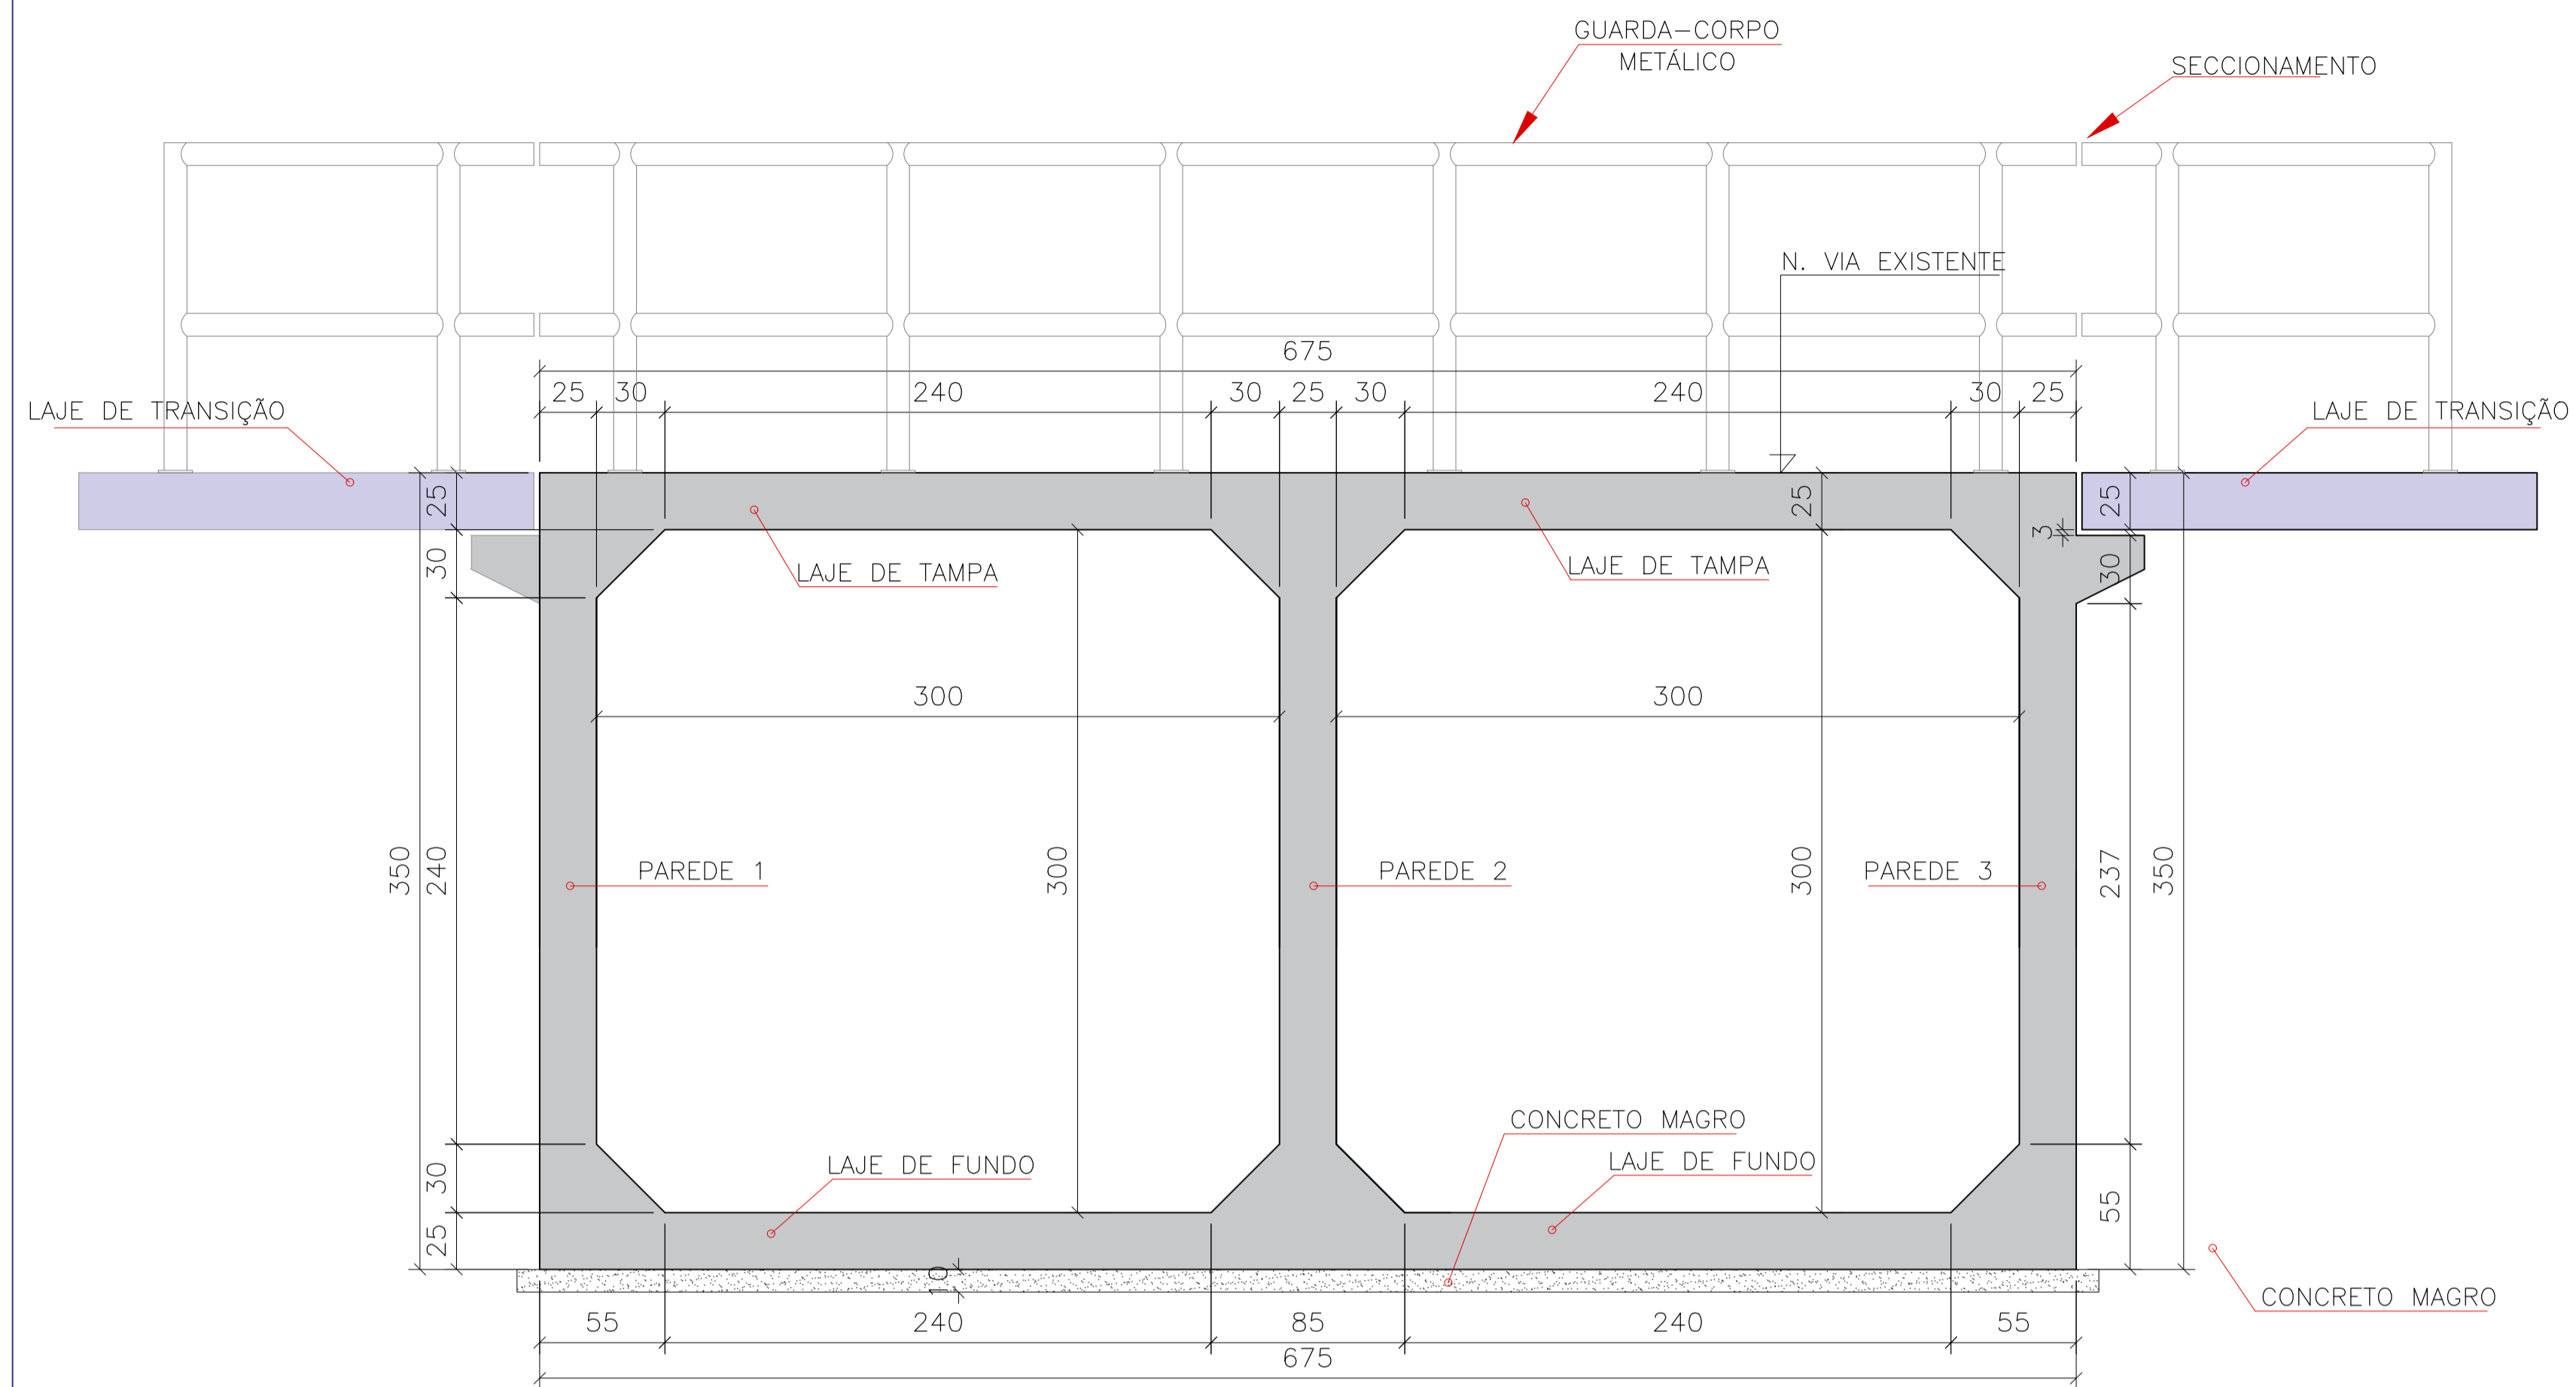 GUARDA-CORPO
METÁLICO
SECCIONAMENTO
N. VIA EXISTENTE
675
25 30 240 30 25 30 240 30 25
LAJE DE TRANSIÇÃO
LAJE DE TRANSIÇÃO
25
25
25
3
30
30
LAJE DE TAMPA
LAJE DE TAMPA
300
300
350
240
PAREDE 1
300
PAREDE 2
300
PAREDE 3
237
350
CONCRETO MAGRO
LAJE DE FUNDO
LAJE DE FUNDO
30
55
25
10
CONCRETO MAGRO
55 240 85 240 55
675